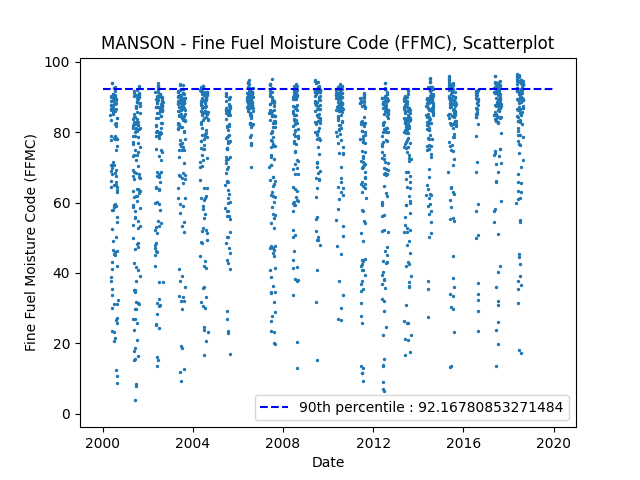 MANSON - Fine Fuel Moisture Code (FFMC), Scatterplot
Fine Fuel Moisture Code (FFMC)
100
80
60
40
20
0
90th percentile : 92.16780853271484
2000 2004 2008 2012 2016 2020
Date